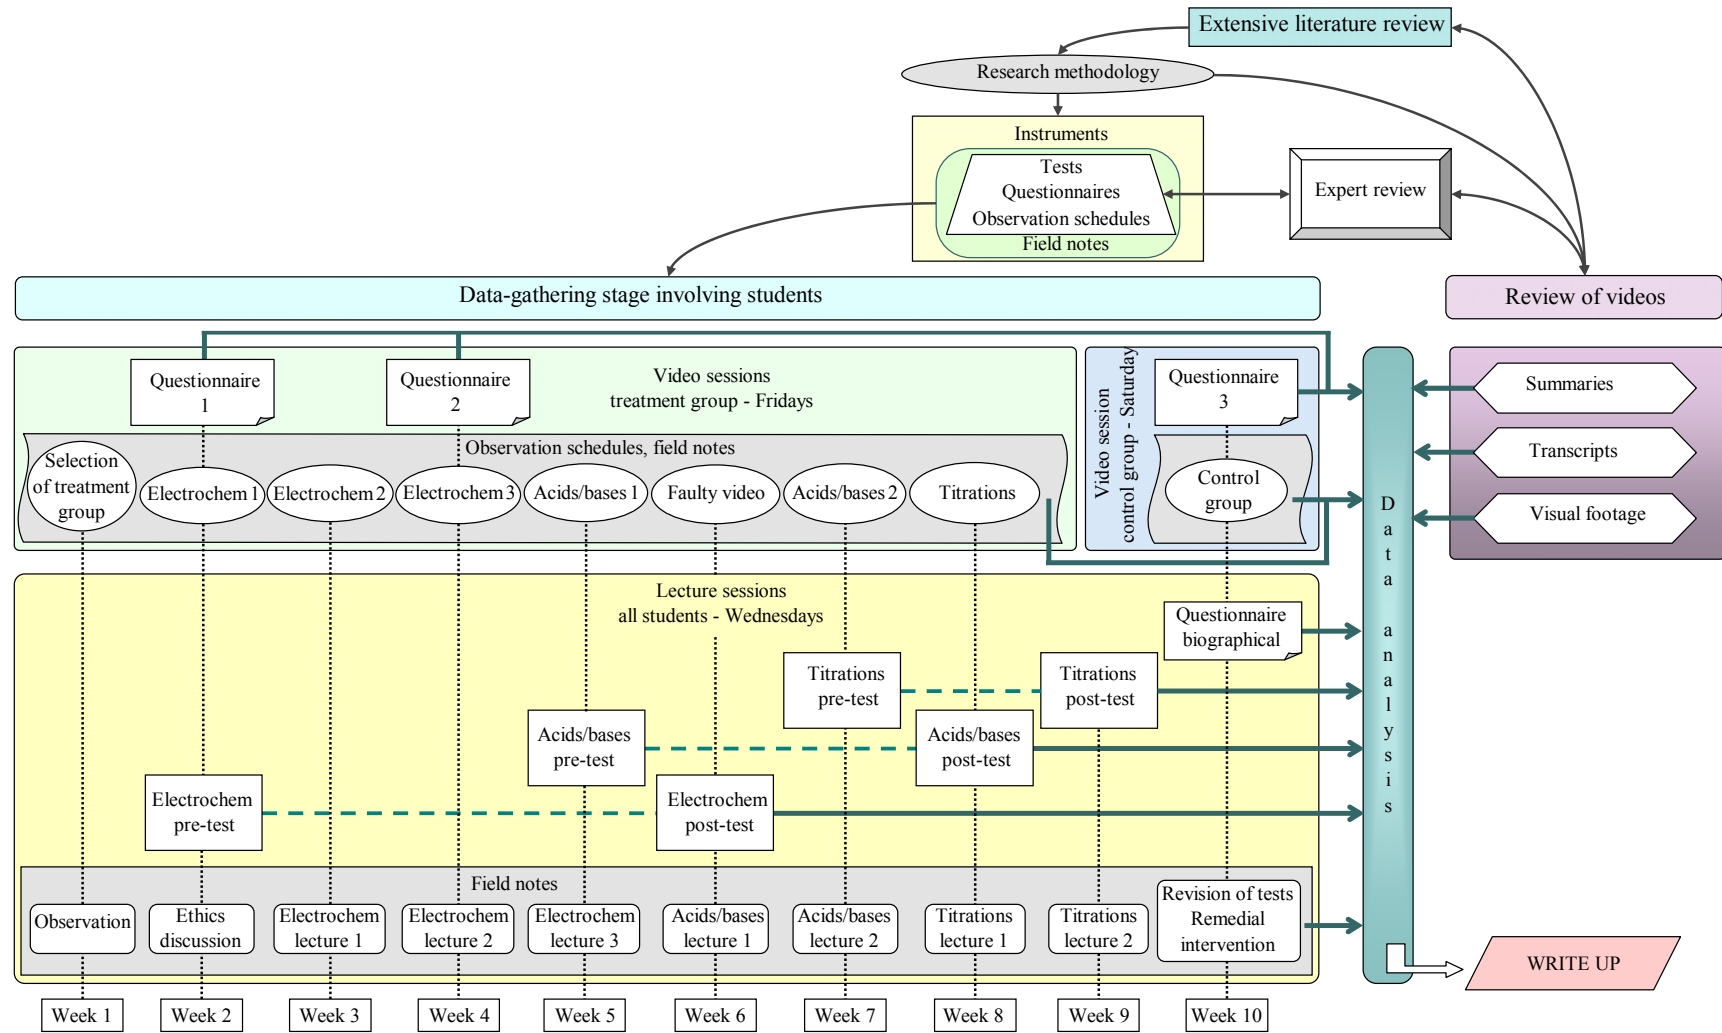 Extensive literature review
Research methodology
Instruments
Tests
Questionnaires
Observation schedules
Field notes
Expert review
Data-gathering stage involving students
Review of videos
Questionnaire
1
Questionnaire
2
Video sessions
treatment group - Fridays
Video session
control group - Saturday
Questionnaire
3
Observation schedules, field notes
Selection
of treatment
group
Electrochem 1
Electrochem 2
Electrochem 3
Acids/bases 1
Faulty video
Acids/bases 2
Titrations
Control
group
Data analysis
Summaries
Transcripts
Visual footage
Lecture sessions
all students - Wednesdays
Questionnaire
biographical
Titrations
pre-test
Titrations
post-test
Acids/bases
pre-test
Acids/bases
post-test
Electrochem
pre-test
Electrochem
post-test
Field notes
Observation
Ethics
discussion
Electrochem
lecture 1
Electrochem
lecture 2
Electrochem
lecture 3
Acids/bases
lecture 1
Acids/bases
lecture 2
Titrations
lecture 1
Titrations
lecture 2
Revision of tests
Remedial
intervention
WRITE UP
Week 1
Week 2
Week 3
Week 4
Week 5
Week 6
Week 7
Week 8
Week 9
Week 10